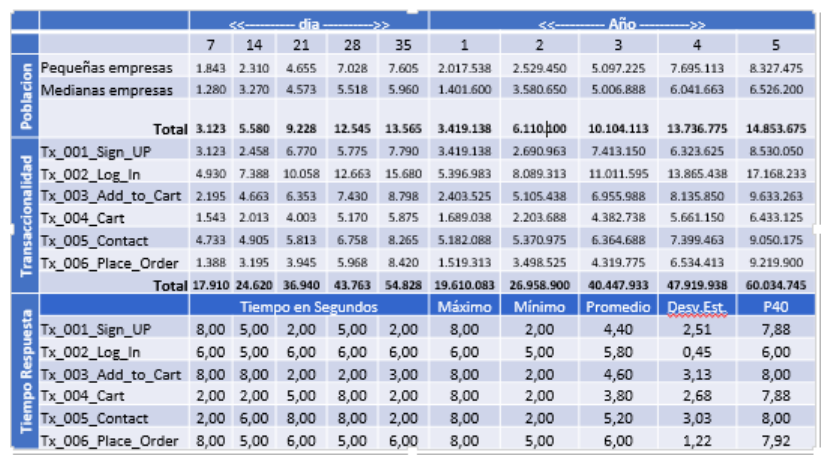 <<----------- dia ----------->> <<----------- Año ----------->>
7 14 21 28 35 1 2 3 4 5
Poblacion
Pequeñas empresas 1.843 2.310 4.655 7.028 7.605 2.017.538 2.529.450 5.097.225 7.695.113 8.327.475
Medianas empresas 1.280 3.270 4.573 5.518 5.960 1.401.600 3.580.650 5.006.888 6.041.663 6.526.200
Total 3.123 5.580 9.228 12.545 13.565 3.419.138 6.110.100 10.104.113 13.736.775 14.853.675
Transaccionalidad
Tx_001_Sign_UP 3.123 2.458 6.770 5.775 7.790 3.419.138 2.690.963 7.413.150 6.323.625 8.530.050
Tx_002_Log_In 4.930 7.388 10.058 12.663 15.680 5.396.983 8.089.313 11.011.595 13.865.438 17.168.233
Tx_003_Add_to_Cart 2.195 4.663 6.353 7.430 8.798 2.403.525 5.105.438 6.955.988 8.135.850 9.633.263
Tx_004_Cart 1.543 2.013 4.003 5.170 5.875 1.689.038 2.203.688 4.382.738 5.661.150 6.433.125
Tx_005_Contact 4.733 4.905 5.813 6.758 8.265 5.182.088 5.370.975 6.364.688 7.399.463 9.050.175
Tx_006_Place_Order 1.388 3.195 3.945 5.968 8.420 1.519.313 3.498.525 4.319.775 6.534.413 9.219.900
Total 17.910 24.620 36.940 43.763 54.828 19.610.083 26.958.900 40.447.933 47.919.938 60.034.745
Tiempo Respuesta
Tiempo en Segundos Máximo Mínimo Promedio Desv.Est. P40
Tx_001_Sign_UP 8,00 5,00 2,00 5,00 2,00 8,00 2,00 4,40 2,51 7,88
Tx_002_Log_In 6,00 5,00 6,00 6,00 6,00 6,00 5,00 5,80 0,45 6,00
Tx_003_Add_to_Cart 8,00 8,00 2,00 2,00 3,00 8,00 2,00 4,60 3,13 8,00
Tx_004_Cart 2,00 2,00 5,00 8,00 2,00 8,00 2,00 3,80 2,68 7,88
Tx_005_Contact 2,00 6,00 8,00 8,00 2,00 8,00 2,00 5,20 3,03 8,00
Tx_006_Place_Order 8,00 5,00 6,00 5,00 6,00 8,00 5,00 6,00 1,22 7,92